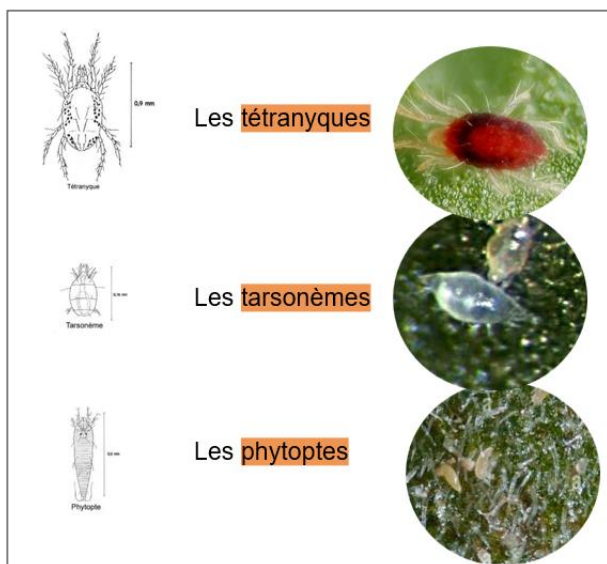 0,9 mm
Les tétranyques
Tétranyque
Les tarsonèmes
Tarsonème
Les phytoptes
Phytopte